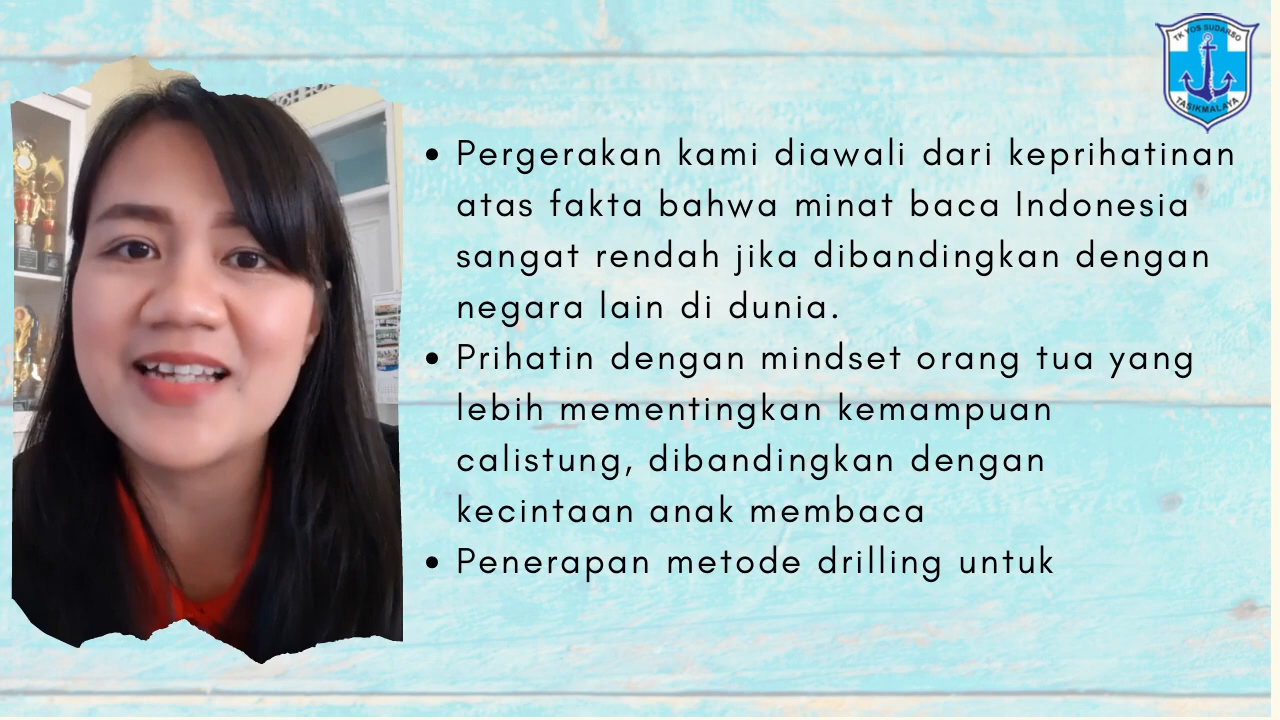 TK YOS SUDARSO
TASIKMALAYA
• Pergerakan kami diawali dari keprihatinan
atas fakta bahwa minat baca Indonesia
sangat rendah jika dibandingkan dengan
negara lain di dunia.
• Prihatin dengan mindset orang tua yang
lebih mementingkan kemampuan
calistung, dibandingkan dengan
kecintaan anak membaca
• Penerapan metode drilling untuk